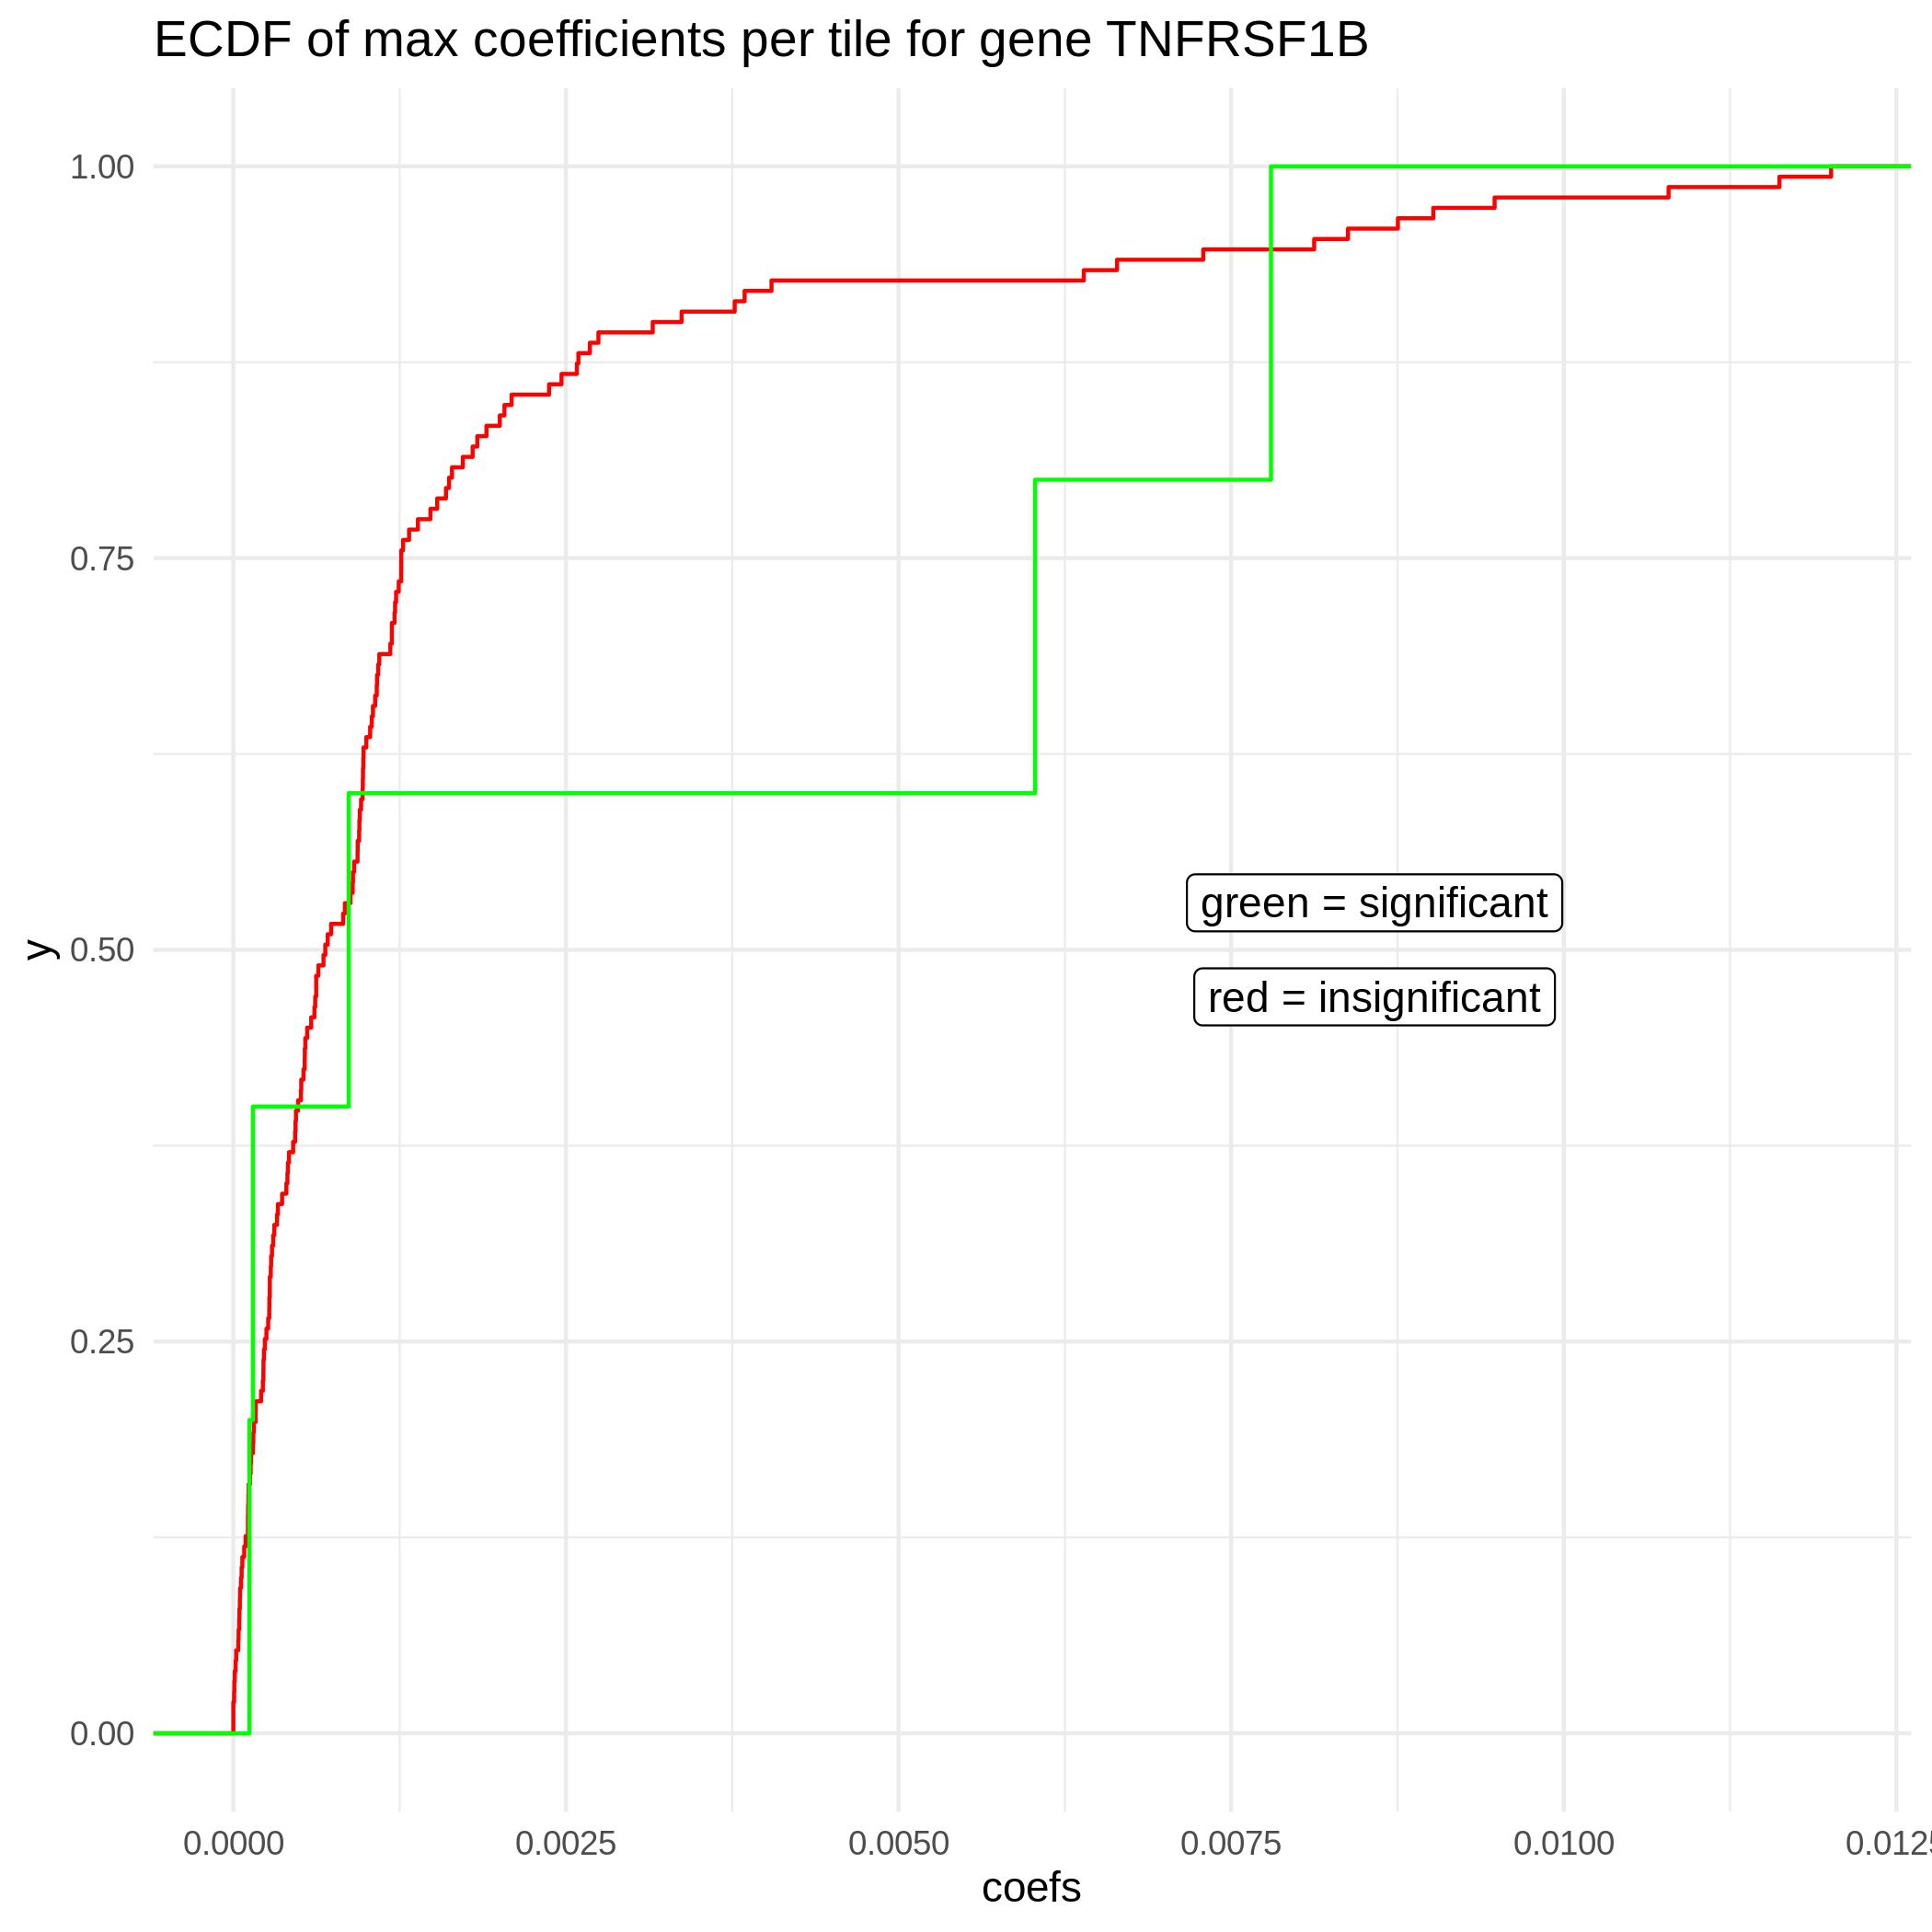 ECDF of max coefficients per tile for gene TNFRSF1B
1.00
0.75
0.50
0.25
0.00
y
green = significant
red = insignificant
0.0000 0.0025 0.0050 0.0075 0.0100
coefs